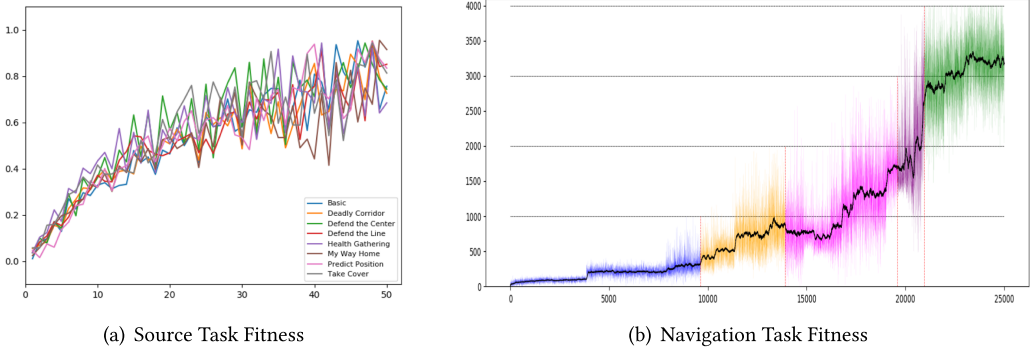 1.0
0.8
0.6
0.4
0.2
0.0
0 10 20 30 40 50
Basic
Deadly Corridor
Defend the Center
Defend the Line
Health Gathering
My Way Home
Predict Position
Take Cover
(a) Source Task Fitness
4000
3500
3000
2500
2000
1500
1000
500
0
0 5000 10000 15000 20000 25000
(b) Navigation Task Fitness